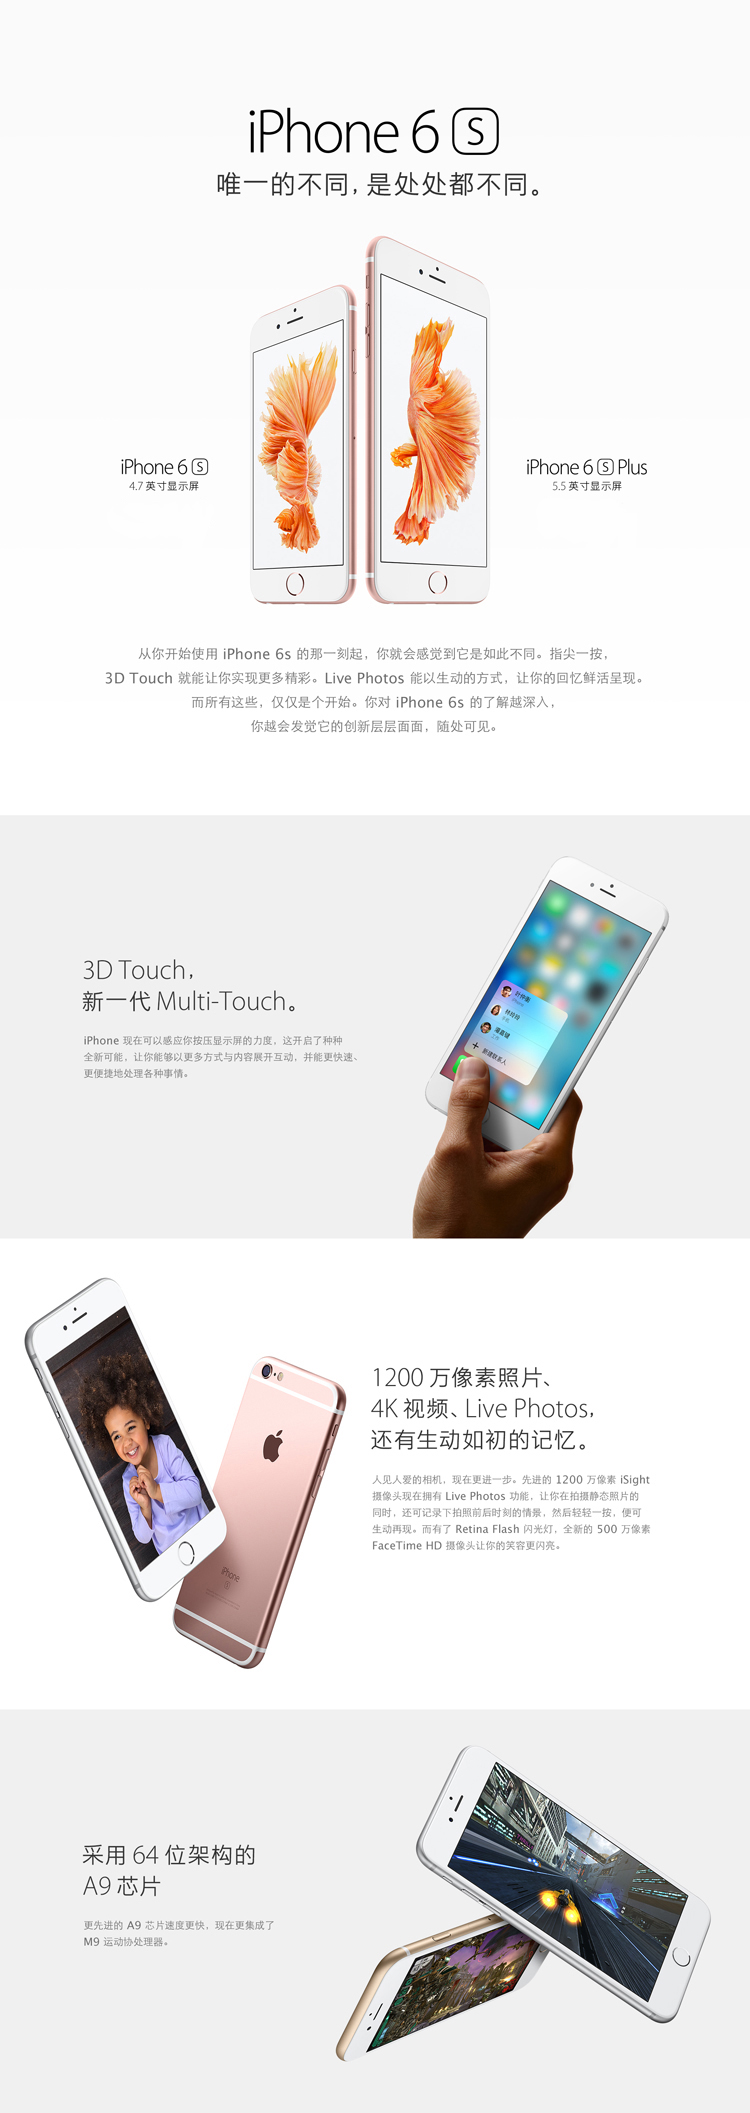 iPhone 6 S
唯一的不同，是处处都不同。
iPhone 6 S
4.7 英寸显示屏
iPhone 6 S Plus
5.5 英寸显示屏
从你开始使用 iPhone 6s 的那一刻起，你就会感觉到它是如此不同。指尖一按，
3D Touch 就能让你实现更多精彩。Live Photos 能以生动的方式，让你的回忆鲜活呈现。
而所有这些，仅仅是个开始。你对 iPhone 6s 的了解越深入，
你越会发觉它的创新层层面面，随处可见。
3D Touch，
新一代 Multi-Touch。
iPhone 现在可以感应你按压显示屏的力度，这开启了种种
全新可能，让你能够以更多方式与内容展开互动，并能更快速、
更便捷地处理各种事情。
新建联系人
1200 万像素照片、
4K 视频、Live Photos，
还有生动如初的记忆。
人见人爱的相机，现在更进一步。先进的 1200 万像素 iSight
摄像头现在拥有 Live Photos 功能，让你在拍摄静态照片的
同时，还可记录下拍照前后时刻的情景，然后轻轻一按，便可
生动再现。而有了 Retina Flash 闪光灯，全新的 500 万像素
FaceTime HD 摄像头让你的笑容更闪亮。
iPhone
S
采用 64 位架构的
A9 芯片
更先进的 A9 芯片速度更快，现在更集成了
M9 运动协处理器。